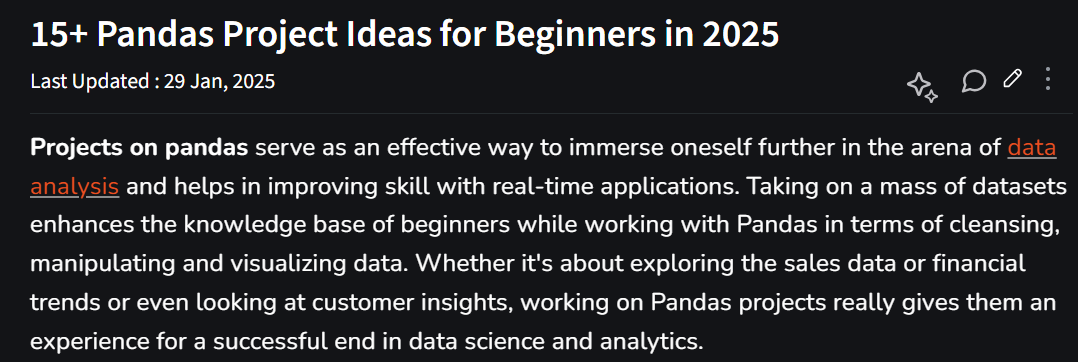 15+ Pandas Project Ideas for Beginners in 2025
Last Updated : 29 Jan, 2025
Projects on pandas serve as an effective way to immerse oneself further in the arena of data
analysis and helps in improving skill with real-time applications. Taking on a mass of datasets
enhances the knowledge base of beginners while working with Pandas in terms of cleansing,
manipulating and visualizing data. Whether it's about exploring the sales data or financial
trends or even looking at customer insights, working on Pandas projects really gives them an
experience for a successful end in data science and analytics.